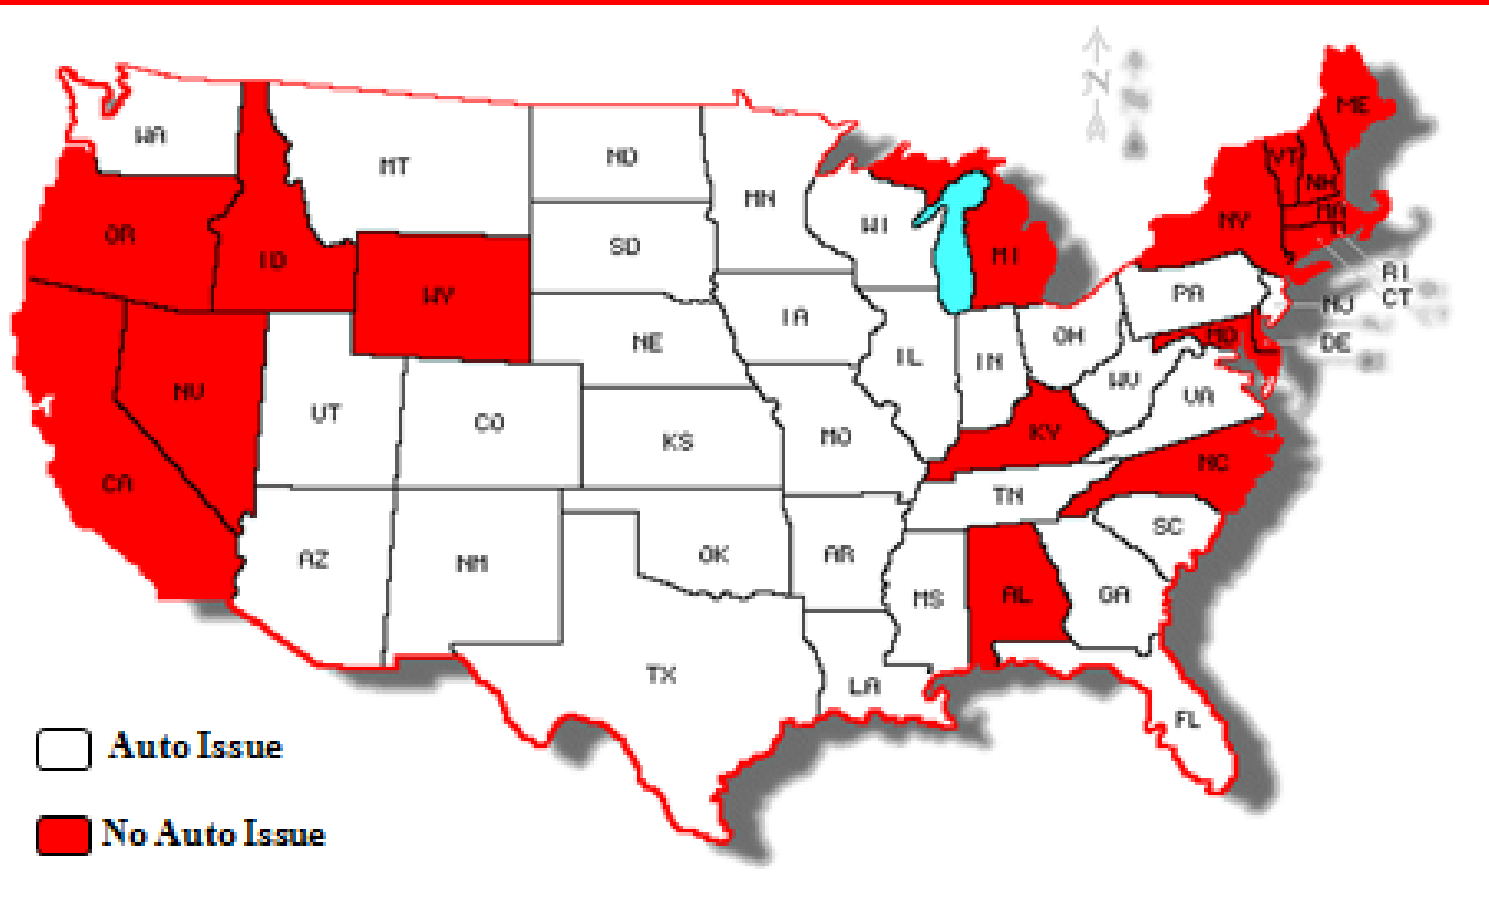 N
ME
WA
VT
MT
ND
NH
MN
MA
WI
NY
OR
SD
ID
MI
RI
PA
CT
WY
NJ
IA
MD
OH
NE
DE
IL
IN
WV
NV
VA
UT
CO
KY
MO
KS
NC
CA
TN
SC
AZ
NM
OK
AR
MS
AL
GA
TX
LA
FL
Auto Issue
No Auto Issue